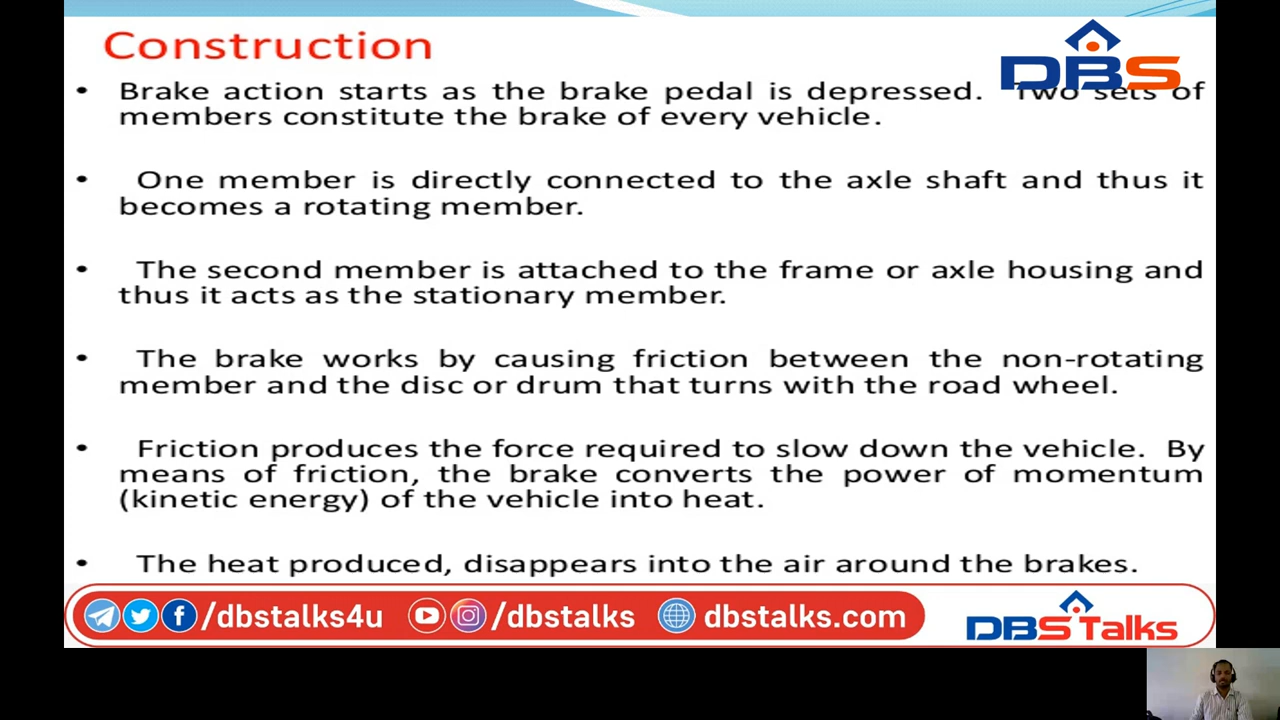 Construction
DBS
• Brake action starts as the brake pedal is depressed. Two sets of
members constitute the brake of every vehicle.
• One member is directly connected to the axle shaft and thus it
becomes a rotating member.
• The second member is attached to the frame or axle housing and
thus it acts as the stationary member.
• The brake works by causing friction between the non-rotating
member and the disc or drum that turns with the road wheel.
• Friction produces the force required to slow down the vehicle. By
means of friction, the brake converts the power of momentum
(kinetic energy) of the vehicle into heat.
• The heat produced, disappears into the air around the brakes.
/dbstalks4u /dbstalks dbstalks.com DBS Talks